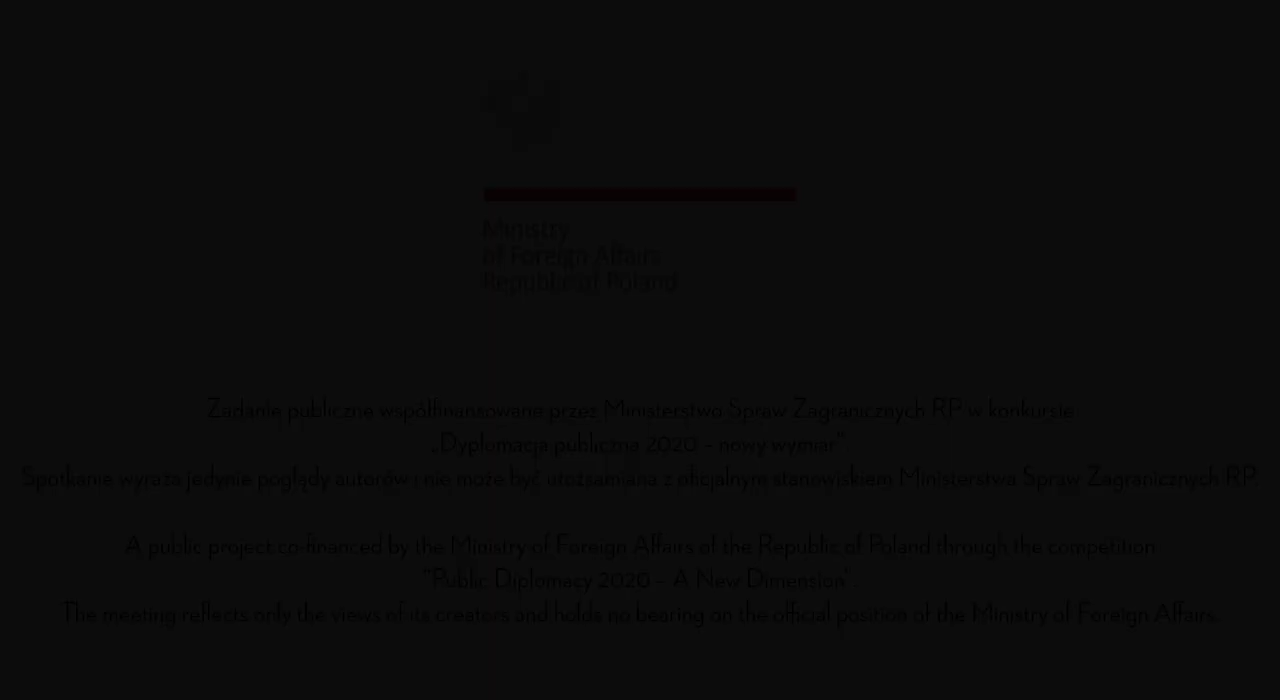 Ministry
of Foreign Affairs
Republic of Poland
Zadanie publiczne współfinansowane przez Ministerstwo Spraw Zagranicznych RP w konkursie
„Dyplomacja publiczna 2020 – nowy wymiar”
Spotkanie wyraża jedynie poglądy autorów i nie może być utożsamiana z oficjalnym stanowiskiem Ministerstwa Spraw Zagranicznych RP.
A public project co-financed by the Ministry of Foreign Affairs of the Republic of Poland through the competition
"Public Diplomacy 2020 – A New Dimension"
The meeting reflects only the views of its creators and holds no bearing on the official position of the Ministry of Foreign Affairs.